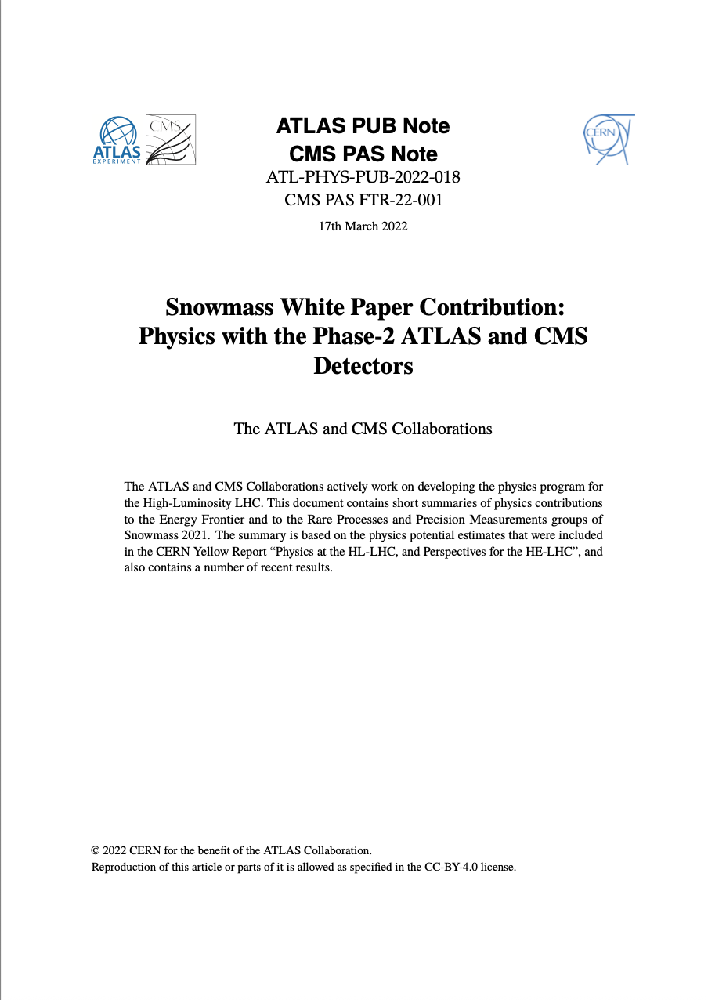 ATLAS
EXPERIMENT
CMS
ATLAS PUB Note
CMS PAS Note
ATL-PHYS-PUB-2022-018
CMS PAS FTR-22-001
17th March 2022
CERN
Snowmass White Paper Contribution:
Physics with the Phase-2 ATLAS and CMS
Detectors
The ATLAS and CMS Collaborations
The ATLAS and CMS Collaborations actively work on developing the physics program for
the High-Luminosity LHC. This document contains short summaries of physics contributions
to the Energy Frontier and to the Rare Processes and Precision Measurements groups of
Snowmass 2021. The summary is based on the physics potential estimates that were included
in the CERN Yellow Report “Physics at the HL-LHC, and Perspectives for the HE-LHC”, and
also contains a number of recent results.
© 2022 CERN for the benefit of the ATLAS Collaboration.
Reproduction of this article or parts of it is allowed as specified in the CC-BY-4.0 license.